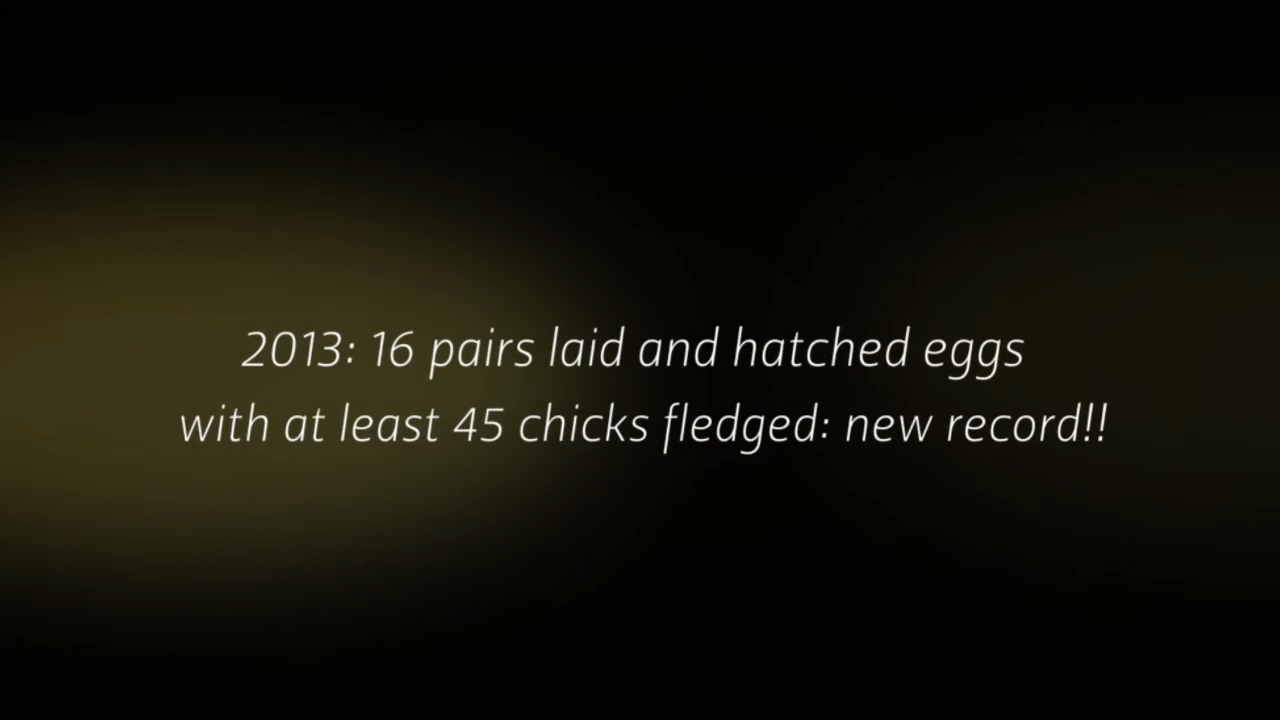 2013: 16 pairs laid and hatched eggs
with at least 45 chicks fledged: new record!!